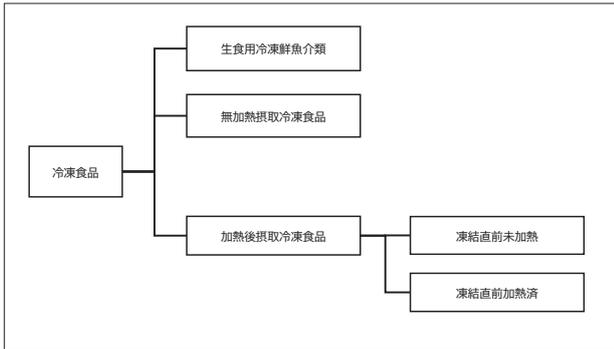 冷凍食品
生食用冷凍鮮魚介類
無加熱摂取冷凍食品
加熱後摂取冷凍食品
凍結直前未加熱
凍結直前加熱済